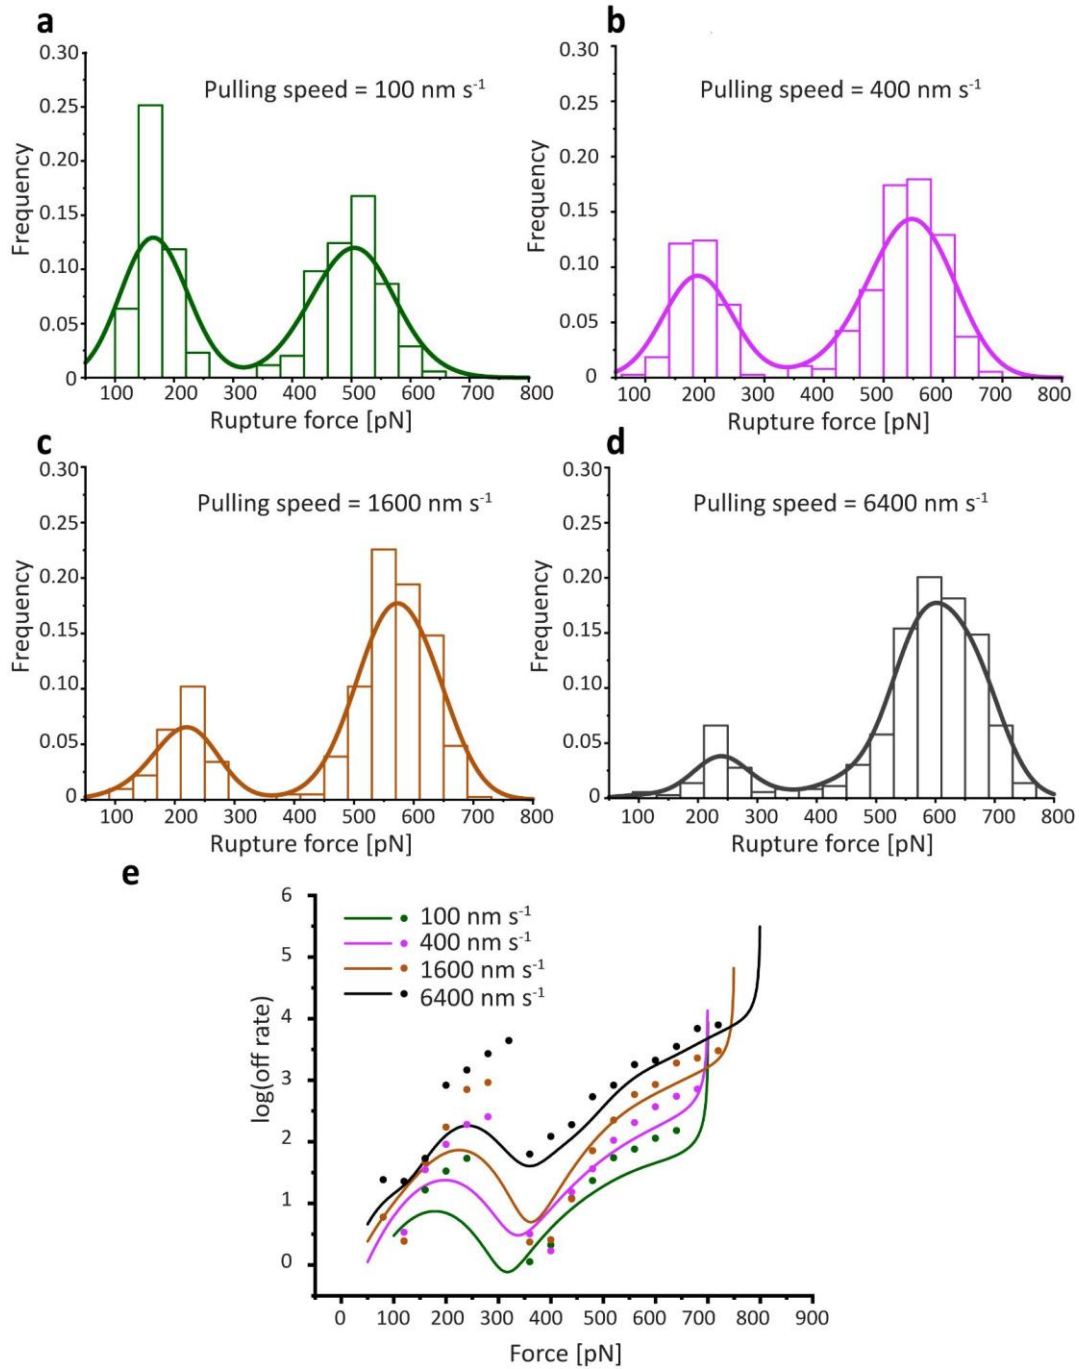 a
0.30
0.25
0.20
0.15
0.10
0.05
0
Frequency
Pulling speed = 100 nm s⁻¹
100 200 300 400 500 600 700 800
Rupture force [pN]
b
0.30
0.25
0.20
0.15
0.10
0.05
0
Frequency
Pulling speed = 400 nm s⁻¹
100 200 300 400 500 600 700 800
Rupture force [pN]
c
0.30
0.25
0.20
0.15
0.10
0.05
0
Frequency
Pulling speed = 1600 nm s⁻¹
100 200 300 400 500 600 700 800
Rupture force [pN]
d
0.30
0.25
0.20
0.15
0.10
0.05
0
Frequency
Pulling speed = 6400 nm s⁻¹
100 200 300 400 500 600 700 800
Rupture force [pN]
e
6
5
4
3
2
1
0
log(off rate)
100 nm s⁻¹
400 nm s⁻¹
1600 nm s⁻¹
6400 nm s⁻¹
0 100 200 300 400 500 600 700 800 900
Force [pN]